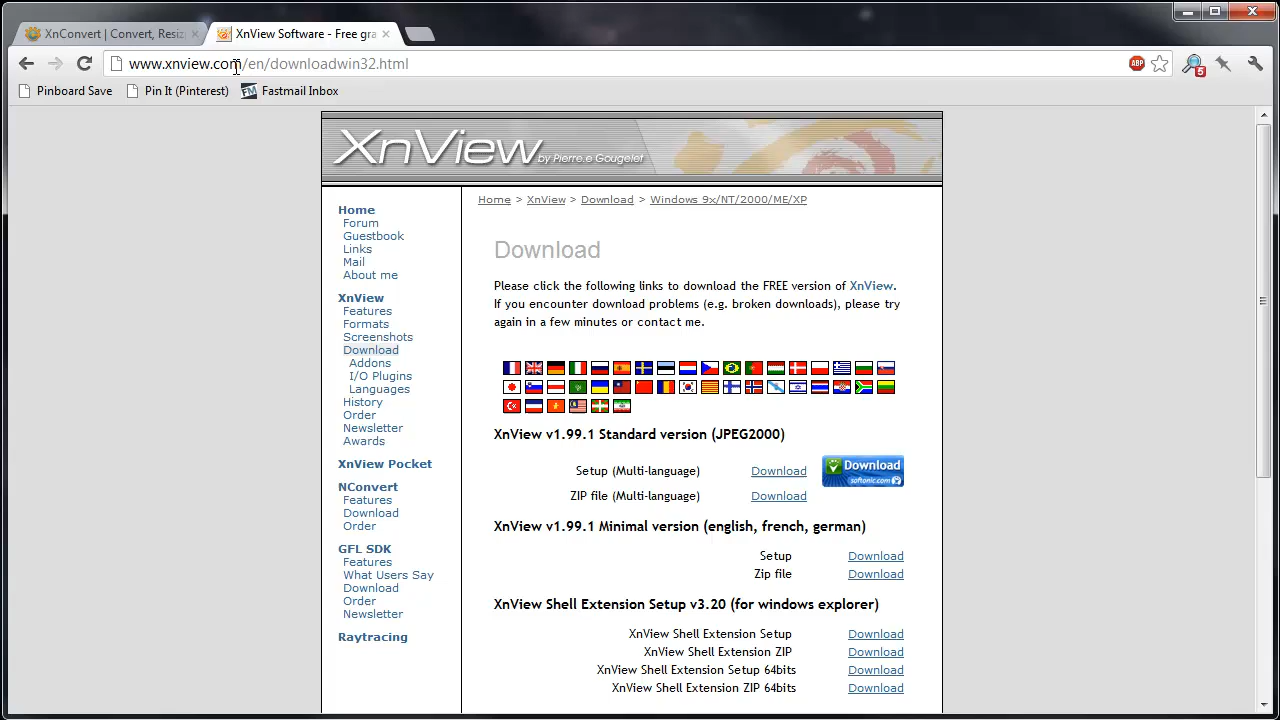 XnConvert | Convert, Resiz
XnView Software - Free gra
www.xnview.com/en/downloadwin32.html
ABP
5
Pinboard Save
Pin It (Pinterest)
FM
Fastmail Inbox
XnView by Pierre.e Gougelet
Home
Forum
Guestbook
Links
Mail
About me
XnView
Features
Formats
Screenshots
Download
Addons
I/O Plugins
Languages
History
Order
Newsletter
Awards
XnView Pocket
NConvert
Features
Download
Order
GFL SDK
Features
What Users Say
Download
Order
Newsletter
Raytracing
Home > XnView > Download > Windows 9x/NT/2000/ME/XP
Download
Please click the following links to download the FREE version of XnView.
If you encounter download problems (e.g. broken downloads), please try
again in a few minutes or contact me.
XnView v1.99.1 Standard version (JPEG2000)
Setup (Multi-language) Download
Download
softonic.com
ZIP file (Multi-language) Download
XnView v1.99.1 Minimal version (english, french, german)
Setup Download
Zip file Download
XnView Shell Extension Setup v3.20 (for windows explorer)
XnView Shell Extension Setup Download
XnView Shell Extension ZIP Download
XnView Shell Extension Setup 64bits Download
XnView Shell Extension ZIP 64bits Download